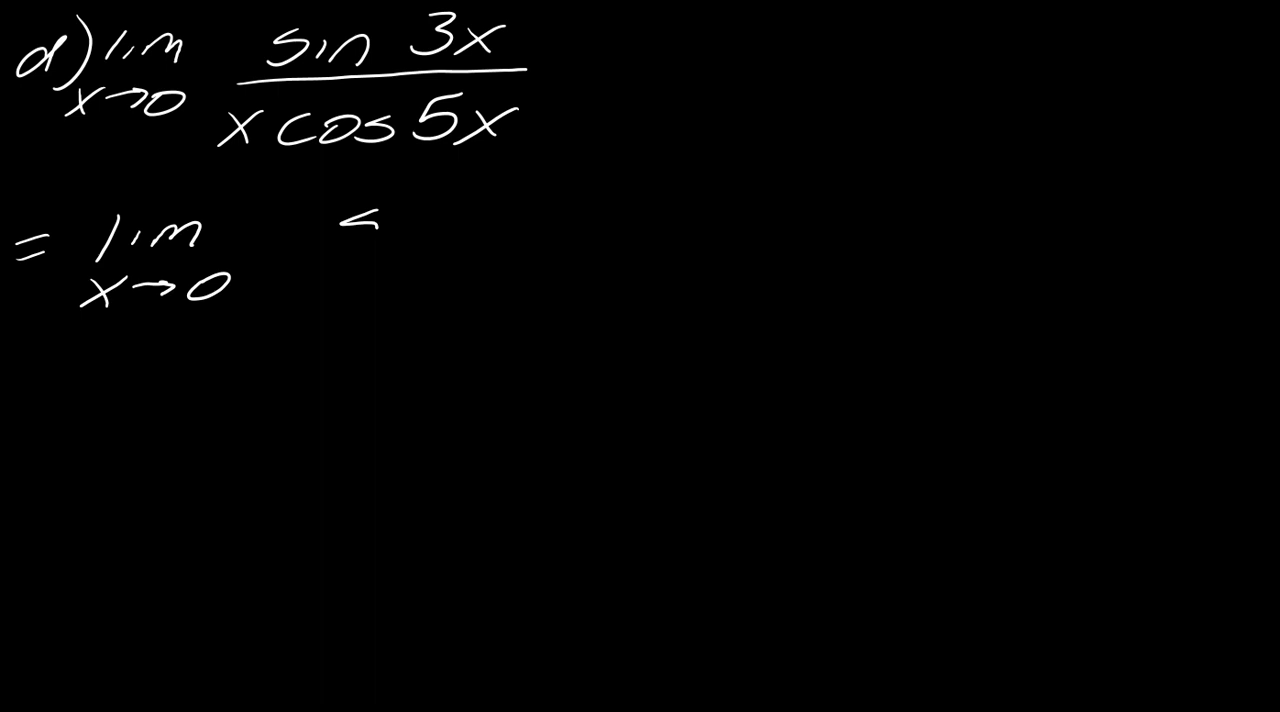 d) lim sin 3x
x→0 x cos 5x
= lim
x→0